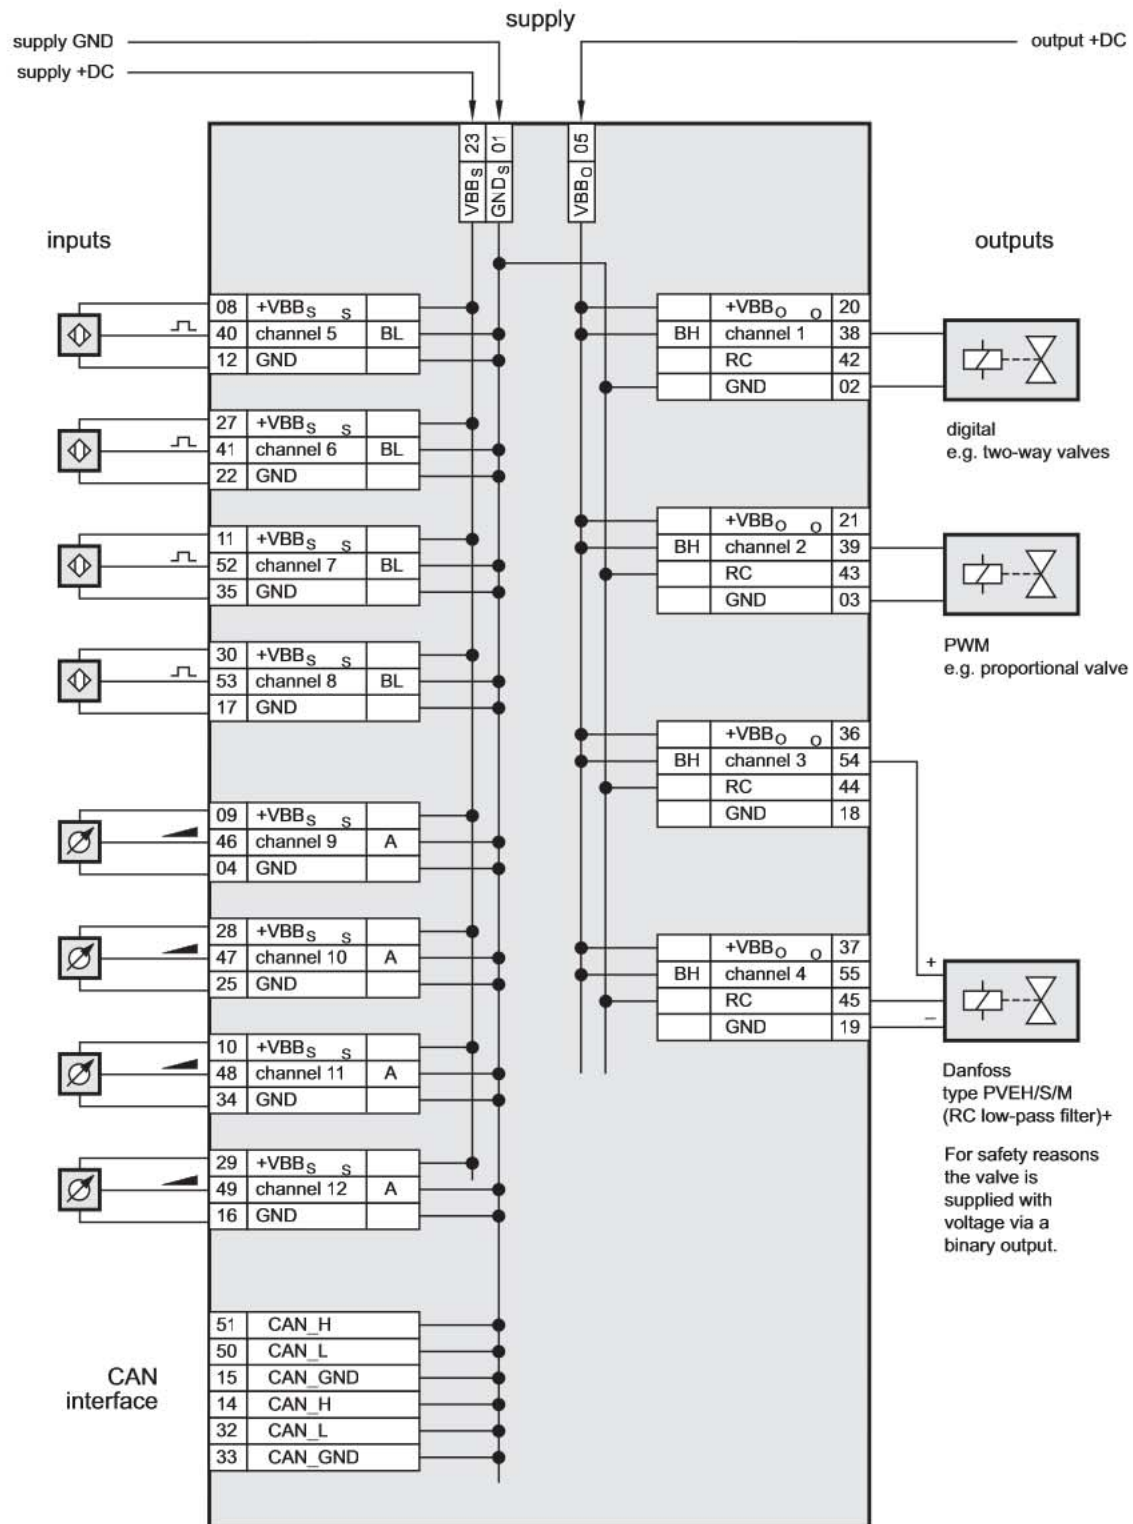 supply
supply GND
output +DC
supply +DC
VBBS 23
GNDS 01
VBBO 05
inputs
08 +VBBS S
40 channel 5 BL
12 GND
27 +VBBS S
41 channel 6 BL
22 GND
11 +VBBS S
52 channel 7 BL
35 GND
30 +VBBS S
53 channel 8 BL
17 GND
09 +VBBS S
46 channel 9 A
04 GND
28 +VBBS S
47 channel 10 A
25 GND
10 +VBBS S
48 channel 11 A
34 GND
29 +VBBS S
49 channel 12 A
16 GND
CAN
interface
51 CAN_H
50 CAN_L
15 CAN_GND
14 CAN_H
32 CAN_L
33 CAN_GND
outputs
+VBBO O 20
BH channel 1 38
RC 42
GND 02
digital
e.g. two-way valves
+VBBO O 21
BH channel 2 39
RC 43
GND 03
PWM
e.g. proportional valve
+VBBO O 36
BH channel 3 54
RC 44
GND 18
+VBBO O 37
BH channel 4 55
RC 45
GND 19
+
–
Danfoss
type PVEH/S/M
(RC low-pass filter)+
For safety reasons
the valve is
supplied with
voltage via a
binary output.